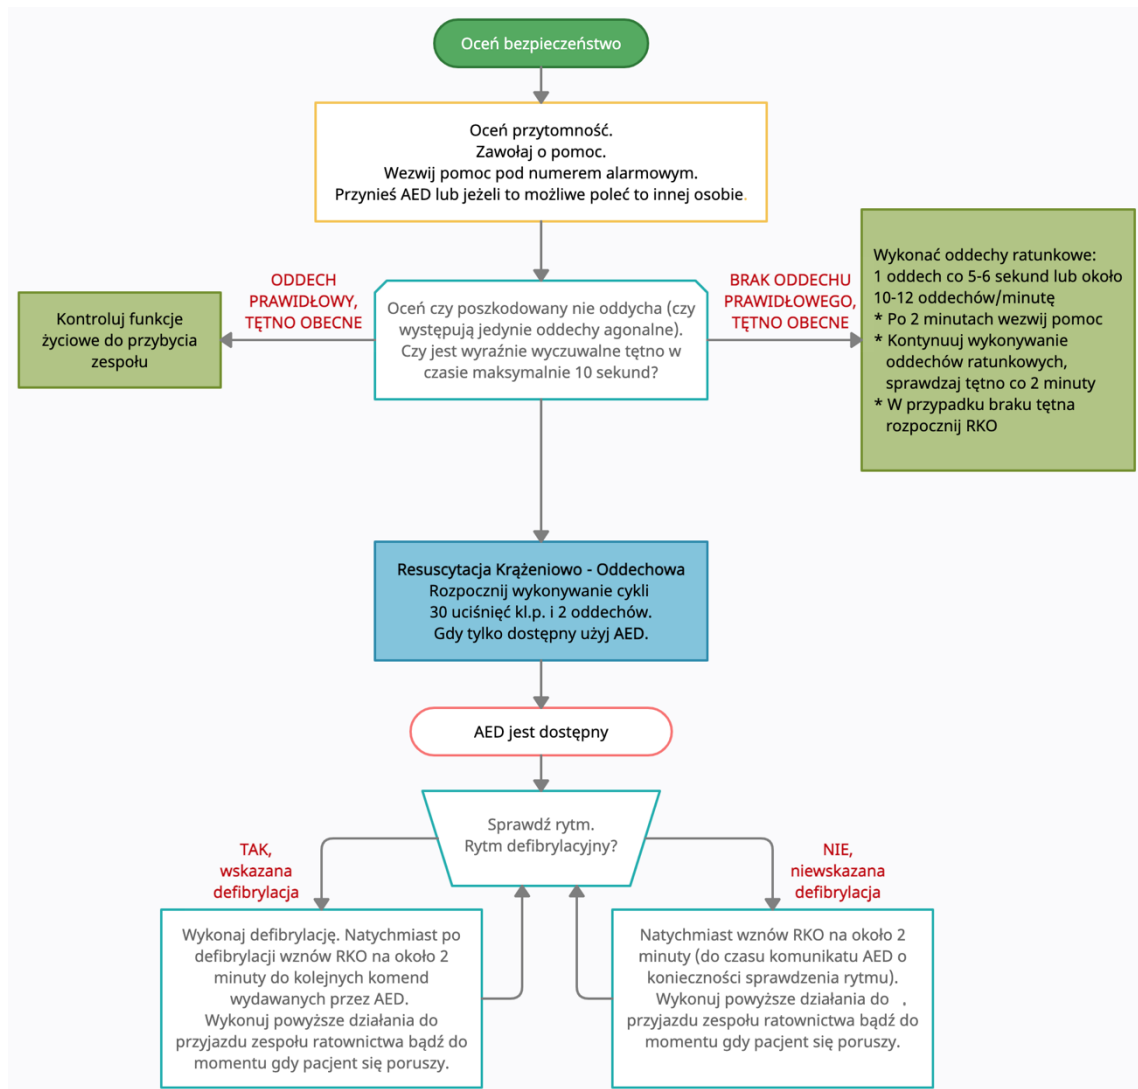 Oceń bezpieczeństwo
Oceń przytomność.
Zawołaj o pomoc.
Wezwij pomoc pod numerem alarmowym.
Przynieś AED lub jeżeli to możliwe poleć to innej osobie.
ODDECH
PRAWIDŁOWY,
TĘTNO OBECNE
Kontroluj funkcje
życiowe do przybycia
zespołu
Oceń czy poszkodowany nie oddycha (czy
występują jedynie oddechy agonalne).
Czy jest wyraźnie wyczuwalne tętno w
czasie maksymalnie 10 sekund?
BRAK ODDECHU
PRAWIDŁOWEGO,
TĘTNO OBECNE
Wykonać oddechy ratunkowe:
1 oddech co 5-6 sekund lub około
10-12 oddechów/minutę
* Po 2 minutach wezwij pomoc
* Kontynuuj wykonywanie
oddechów ratunkowych,
sprawdzaj tętno co 2 minuty
* W przypadku braku tętna
rozpocznij RKO
Resuscytacja Krążeniowo - Oddechowa
Rozpocznij wykonywanie cykli
30 uciśnięć kl.p. i 2 oddechów.
Gdy tylko dostępny użyj AED.
AED jest dostępny
Sprawdź rytm.
Rytm defibrylacyjny?
TAK,
wskazana
defibrylacja
NIE,
niewskazana
defibrylacja
Wykonaj defibrylację. Natychmiast po
defibrylacji wznów RKO na około 2
minuty do kolejnych komend
wydawanych przez AED.
Wykonuj powyższe działania do
przyjazdu zespołu ratownictwa bądź do
momentu gdy pacjent się poruszy.
Natychmiast wznów RKO na około 2
minuty (do czasu komunikatu AED o
konieczności sprawdzenia rytmu).
Wykonuj powyższe działania do ,
przyjazdu zespołu ratownictwa bądź do
momentu gdy pacjent się poruszy.